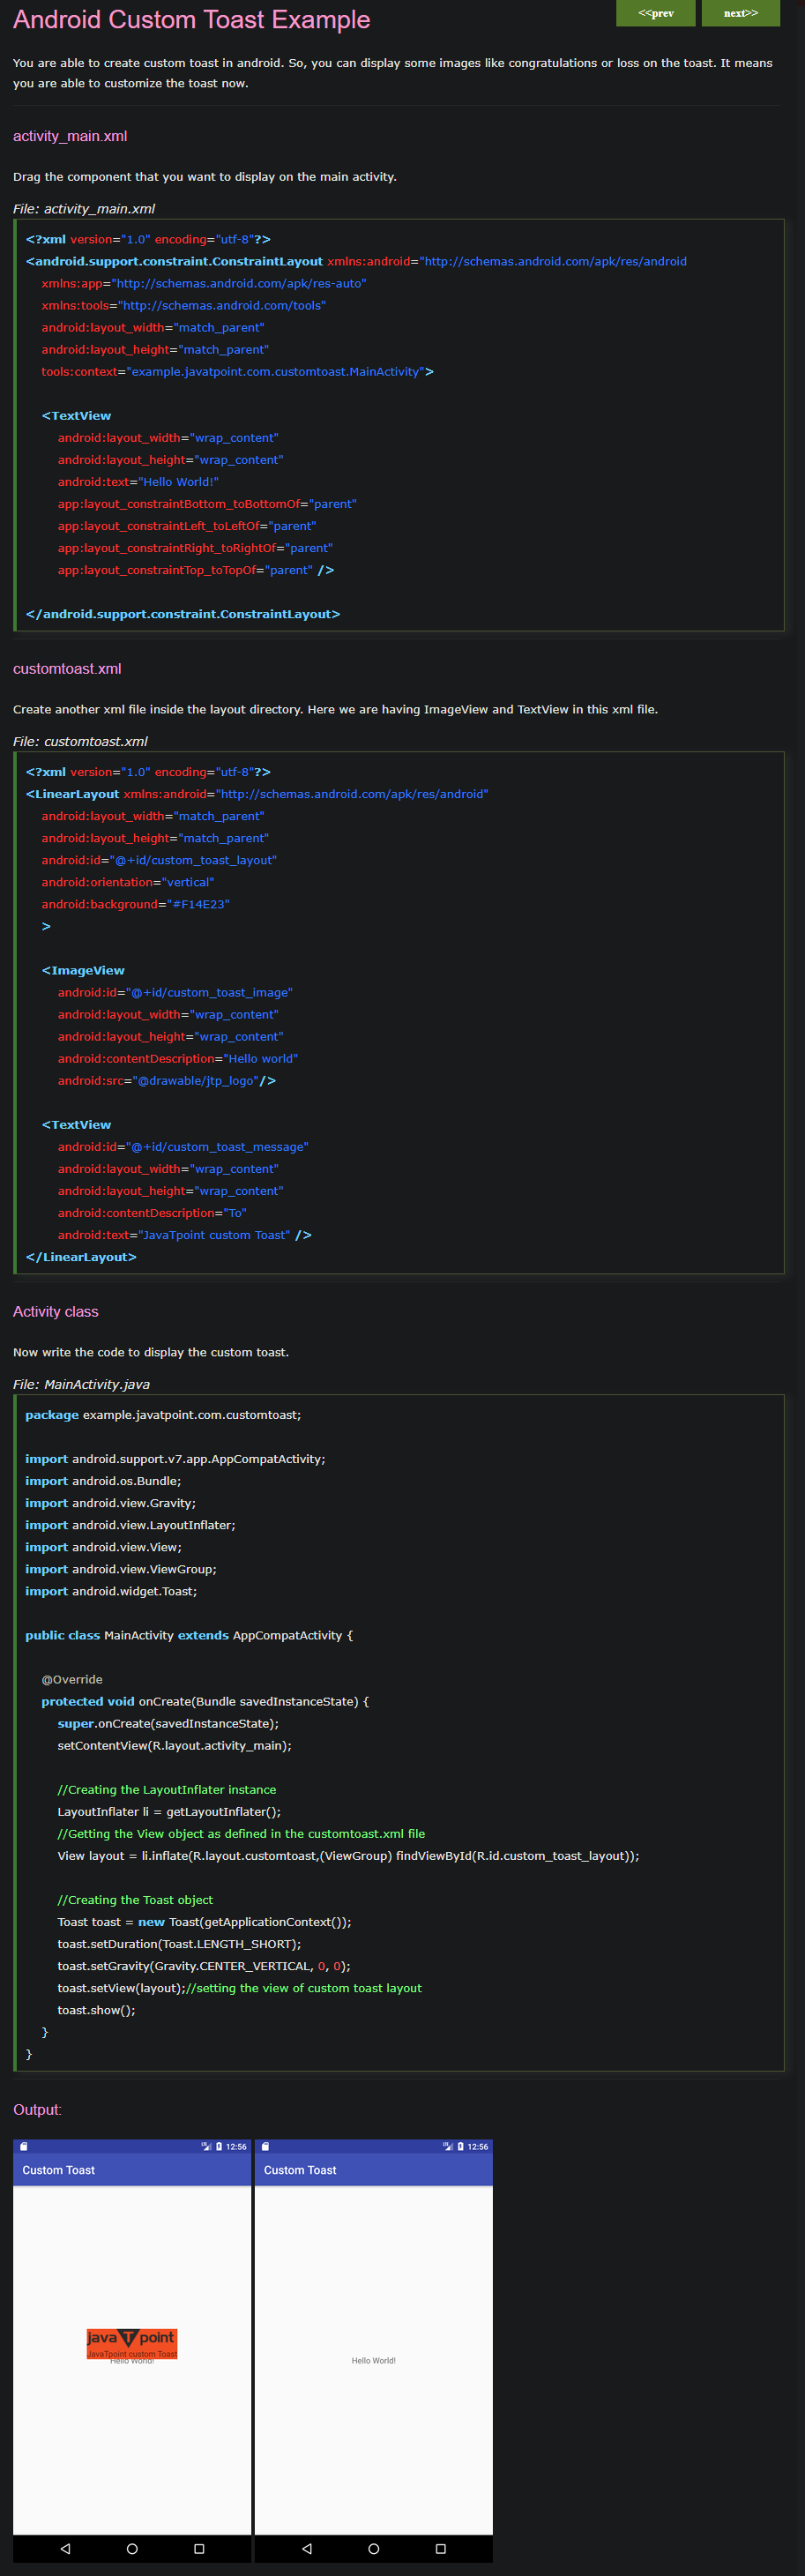 Android Custom Toast Example
<<prev
next>>
You are able to create custom toast in android. So, you can display some images like congratulations or loss on the toast. It means
you are able to customize the toast now.
activity_main.xml
Drag the component that you want to display on the main activity.
File: activity_main.xml
<?xml version="1.0" encoding="utf-8"?>
<android.support.constraint.ConstraintLayout xmlns:android="http://schemas.android.com/apk/res/android
xmlns:app="http://schemas.android.com/apk/res-auto"
xmlns:tools="http://schemas.android.com/tools"
android:layout_width="match_parent"
android:layout_height="match_parent"
tools:context="example.javatpoint.com.customtoast.MainActivity">
<TextView
android:layout_width="wrap_content"
android:layout_height="wrap_content"
android:text="Hello World!"
app:layout_constraintBottom_toBottomOf="parent"
app:layout_constraintLeft_toLeftOf="parent"
app:layout_constraintRight_toRightOf="parent"
app:layout_constraintTop_toTopOf="parent" />
</android.support.constraint.ConstraintLayout>
customtoast.xml
Create another xml file inside the layout directory. Here we are having ImageView and TextView in this xml file.
File: customtoast.xml
<?xml version="1.0" encoding="utf-8"?>
<LinearLayout xmlns:android="http://schemas.android.com/apk/res/android"
android:layout_width="match_parent"
android:layout_height="match_parent"
android:id="@+id/custom_toast_layout"
android:orientation="vertical"
android:background="#F14E23"
>
<ImageView
android:id="@+id/custom_toast_image"
android:layout_width="wrap_content"
android:layout_height="wrap_content"
android:contentDescription="Hello world"
android:src="@drawable/jtp_logo"/>
<TextView
android:id="@+id/custom_toast_message"
android:layout_width="wrap_content"
android:layout_height="wrap_content"
android:contentDescription="To"
android:text="JavaTpoint custom Toast" />
</LinearLayout>
Activity class
Now write the code to display the custom toast.
File: MainActivity.java
package example.javatpoint.com.customtoast;
import android.support.v7.app.AppCompatActivity;
import android.os.Bundle;
import android.view.Gravity;
import android.view.LayoutInflater;
import android.view.View;
import android.view.ViewGroup;
import android.widget.Toast;
public class MainActivity extends AppCompatActivity {
@Override
protected void onCreate(Bundle savedInstanceState) {
super.onCreate(savedInstanceState);
setContentView(R.layout.activity_main);
//Creating the LayoutInflater instance
LayoutInflater li = getLayoutInflater();
//Getting the View object as defined in the customtoast.xml file
View layout = li.inflate(R.layout.customtoast,(ViewGroup) findViewById(R.id.custom_toast_layout));
//Creating the Toast object
Toast toast = new Toast(getApplicationContext());
toast.setDuration(Toast.LENGTH_SHORT);
toast.setGravity(Gravity.CENTER_VERTICAL, 0, 0);
toast.setView(layout);//setting the view of custom toast layout
toast.show();
}
}
Output:
12:56
Custom Toast
java T point
JavaTpoint custom Toast
Hello World!
12:56
Custom Toast
Hello World!